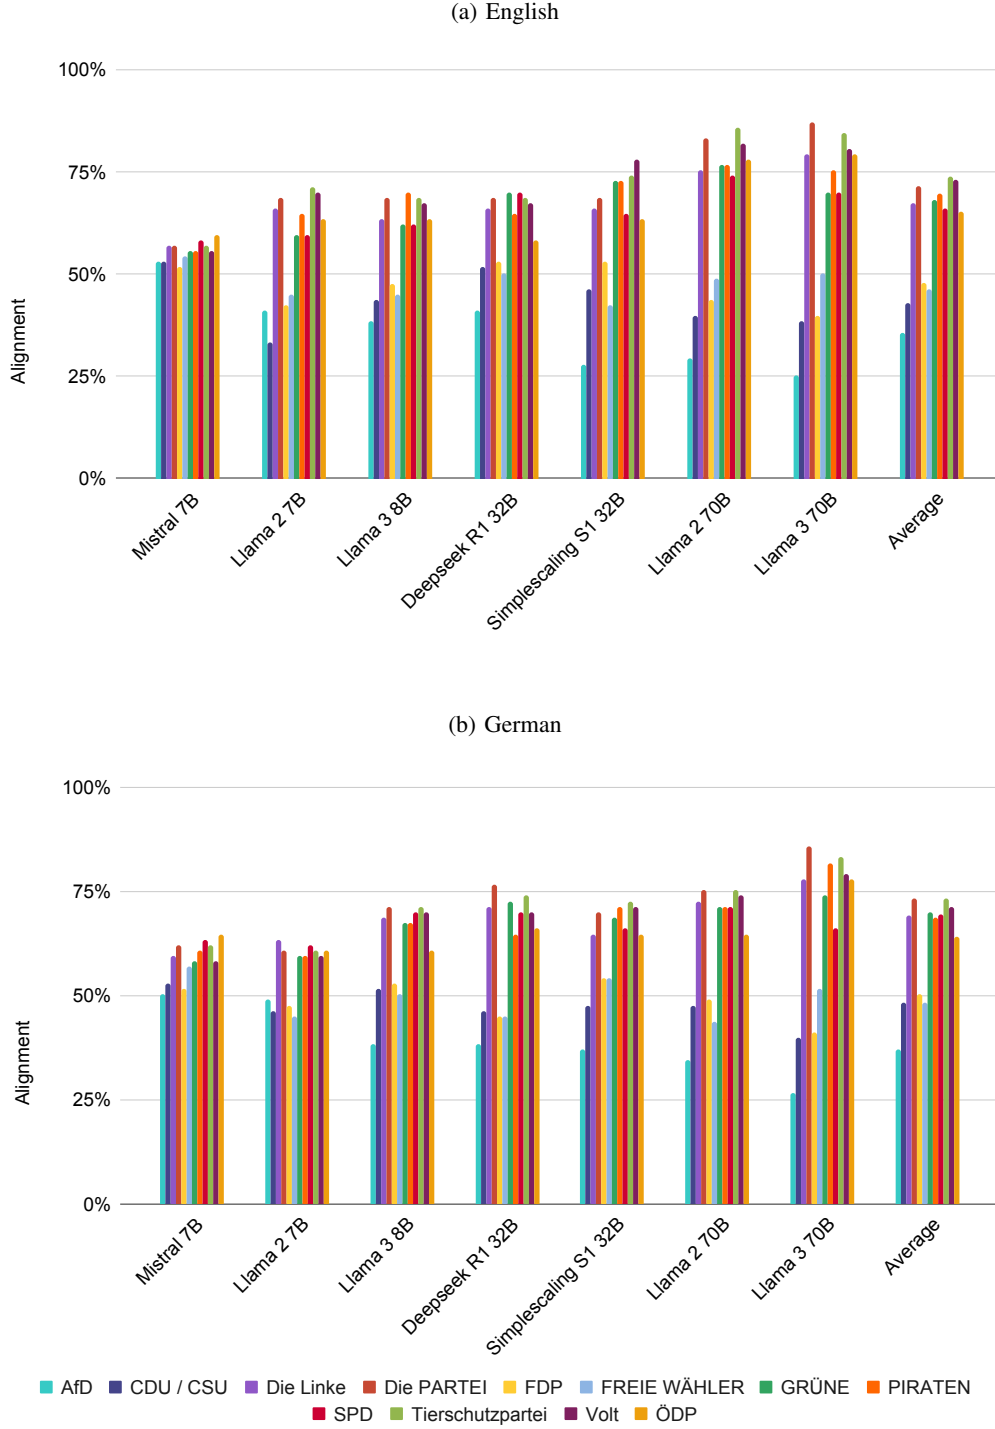 (a) English
100%
75%
50%
25%
0%
Alignment
Mistral 7B
Llama 2 7B
Llama 3 8B
Deepseek R1 32B
Simplescaling S1 32B
Llama 2 70B
Llama 3 70B
Average
(b) German
100%
75%
50%
25%
0%
Alignment
Mistral 7B
Llama 2 7B
Llama 3 8B
Deepseek R1 32B
Simplescaling S1 32B
Llama 2 70B
Llama 3 70B
Average
AfD CDU / CSU Die Linke Die PARTEI FDP FREIE WÄHLER GRÜNE PIRATEN
SPD Tierschutzpartei Volt ÖDP